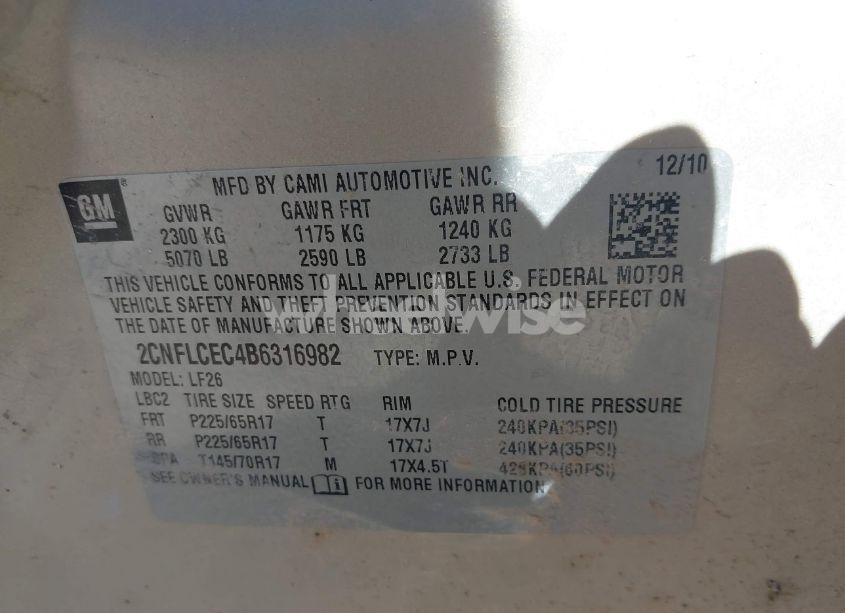 GM
MFD BY CAMI AUTOMOTIVE INC. 12/10
GVWR GAWR FRT GAWR RR
2300 KG 1175 KG 1240 KG
5070 LB 2590 LB 2733 LB
THIS VEHICLE CONFORMS TO ALL APPLICABLE U.S. FEDERAL MOTOR
VEHICLE SAFETY AND THEFT PREVENTION STANDARDS IN EFFECT ON
THE DATE OF MANUFACTURE SHOWN ABOVE.
wheelwise
2CNFLCEC4B6316982 TYPE: M.P.V.
MODEL: LF26
LBC2 TIRE SIZE SPEED RTG RIM COLD TIRE PRESSURE
FRT P225/65R17 T 17X7J 240KPA(35PSI)
RR P225/65R17 T 17X7J 240KPA(35PSI)
SPA T145/70R17 M 17X4.5T 420KPA(60PSI)
SEE OWNER'S MANUAL FOR MORE INFORMATION